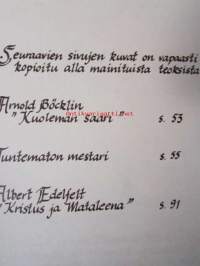 Seuraavien sivujen kuvat on vapaasti
kopioitu alla mainituista teoksista
Arnold Böcklin
"Kuoleman saari" s. 53
Tuntematon mestari s. 55
Albert Edelfelt
"Kristus ja Mataleena" s. 91